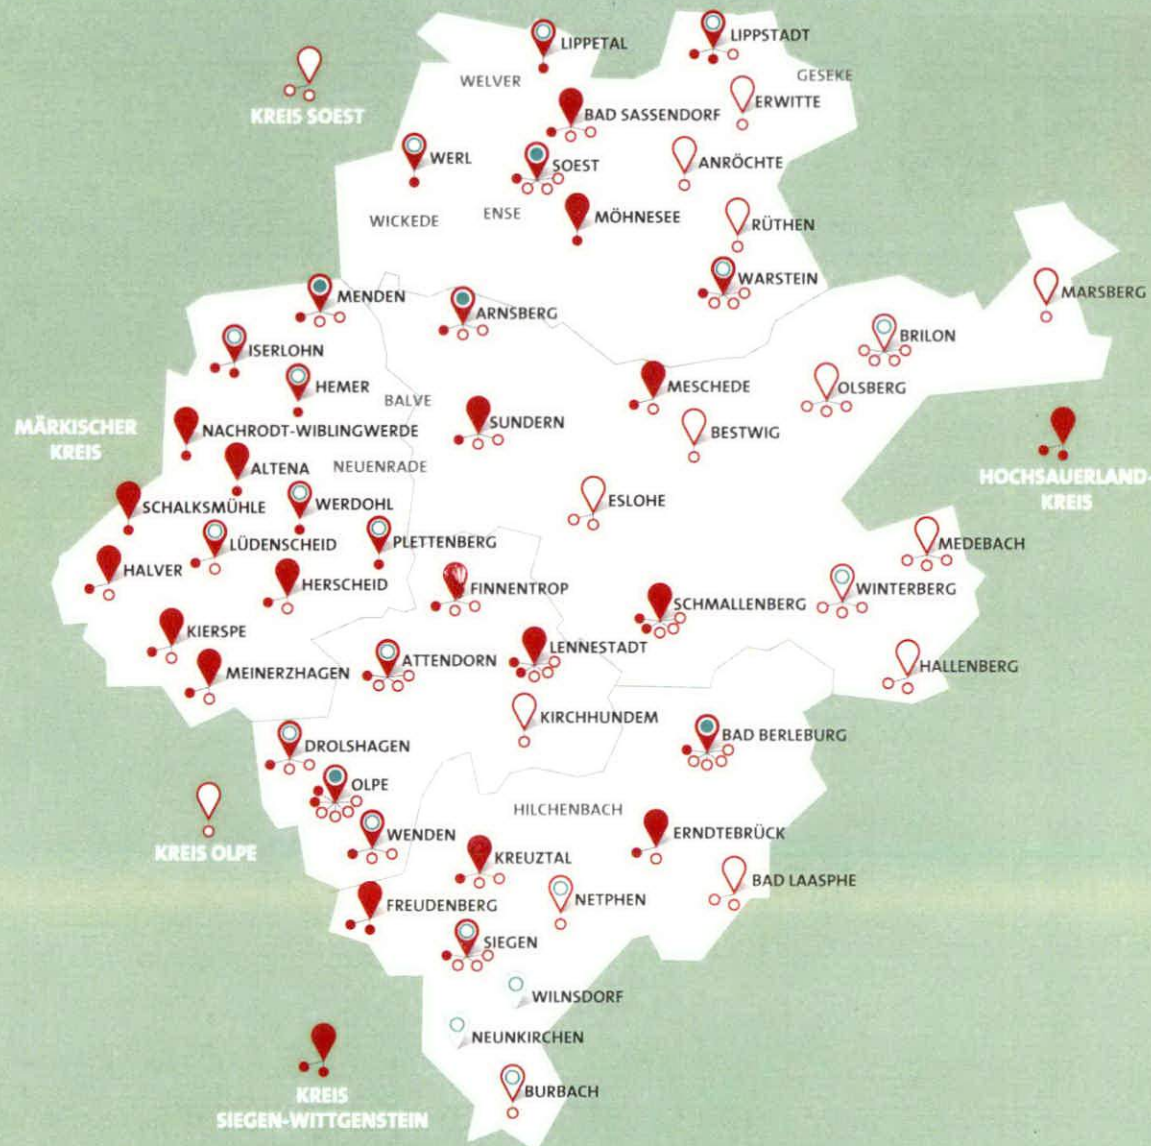 LIPPETAL
LIPPSTADT
WELVER
GESEKE
ERWITTE
KREIS SOEST
BAD SASSENDORF
WERL
SOEST
ANRÖCHTE
WICKEDE
ENSE
MÖHNESEE
RÜTHEN
WARSTEIN
MARSBERG
MENDEN
ARNSBERG
BRILON
ISERLOHN
HEMER
BALVE
MESCHEDE
OLSBERG
MÄRKISCHER
KREIS
NACHRODT-WIBLINGWERDE
SUNDERN
BESTWIG
ALTENA
NEUENRADE
HOCHSAUERLAND-
KREIS
SCHALKSMÜHLE
WERDOHL
ESLOHE
LÜDENSCHEID
PLETTENBERG
MEDEBACH
HALVER
HERSCHEID
FINNENTROP
SCHMALLENBERG
WINTERBERG
KIERSPE
LENNESTADT
MEINERZHAGEN
ATTENDORN
HALLENBERG
KIRCHHUNDEM
DROLSHAGEN
BAD BERLEBURG
OLPE
HILCHENBACH
KREIS OLPE
WENDEN
ERNDTEBRÜCK
KREUZTAL
BAD LAASPHE
FREUDENBERG
NETPHEN
SIEGEN
WILNSDORF
NEUNKIRCHEN
KREIS
SIEGEN-WITTGENSTEIN
BURBACH